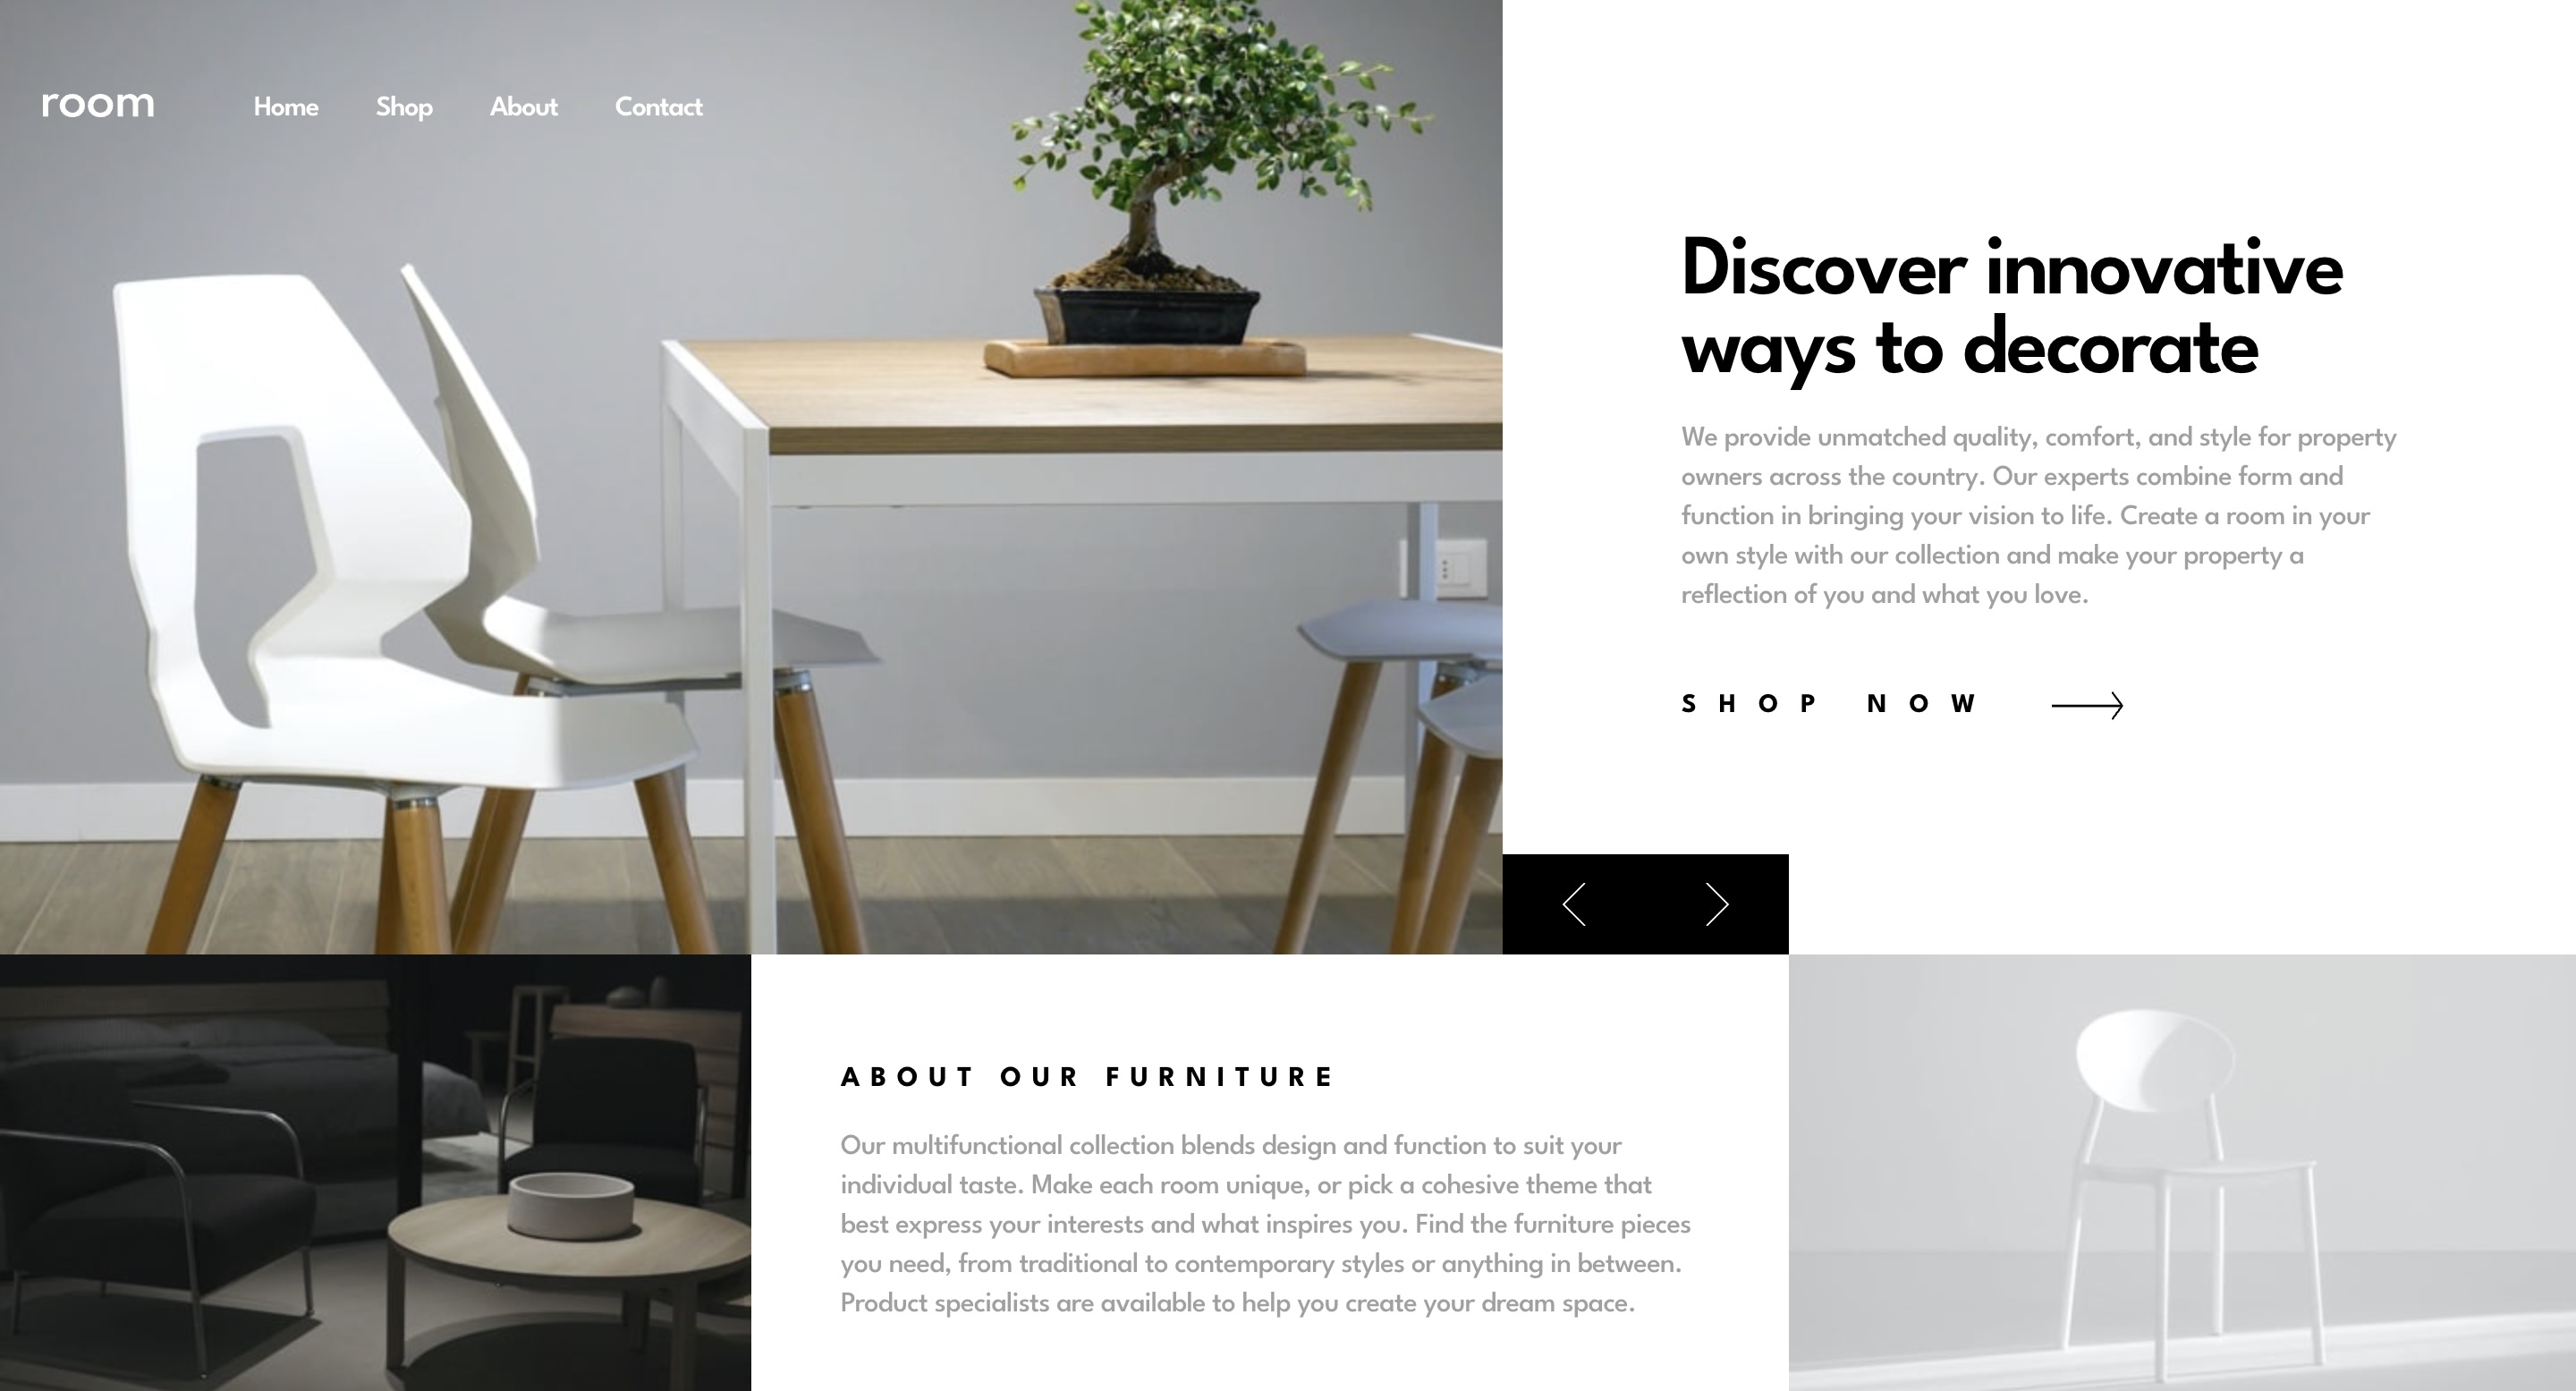 room
Home Shop About Contact
Discover innovative
ways to decorate
We provide unmatched quality, comfort, and style for property
owners across the country. Our experts combine form and
function in bringing your vision to life. Create a room in your
own style with our collection and make your property a
reflection of you and what you love.
SHOP NOW
ABOUT OUR FURNITURE
Our multifunctional collection blends design and function to suit your
individual taste. Make each room unique, or pick a cohesive theme that
best express your interests and what inspires you. Find the furniture pieces
you need, from traditional to contemporary styles or anything in between.
Product specialists are available to help you create your dream space.